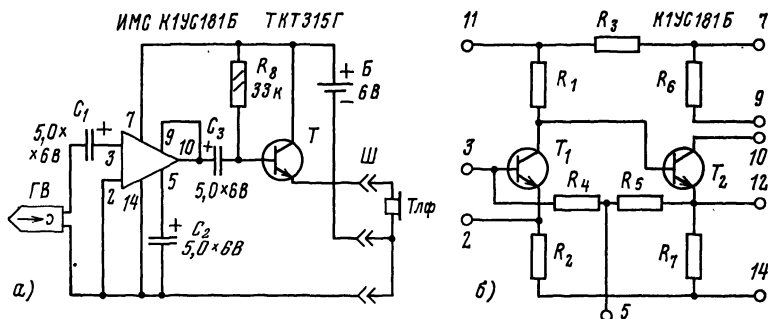 ИМС К1УС181Б
ТКТ315Г
C1
5,0×
×6В
7
3
2
14
9
10
5
C3
5,0×6В
R8
33к
Т
+ Б
− 6В
Ш
Тлф
ГВ
C2
5,0×6В
а)
К1УС181Б
11
R3
7
R1
R6
9
10
3
T1
T2
R4
R5
12
2
R2
R7
14
5
б)